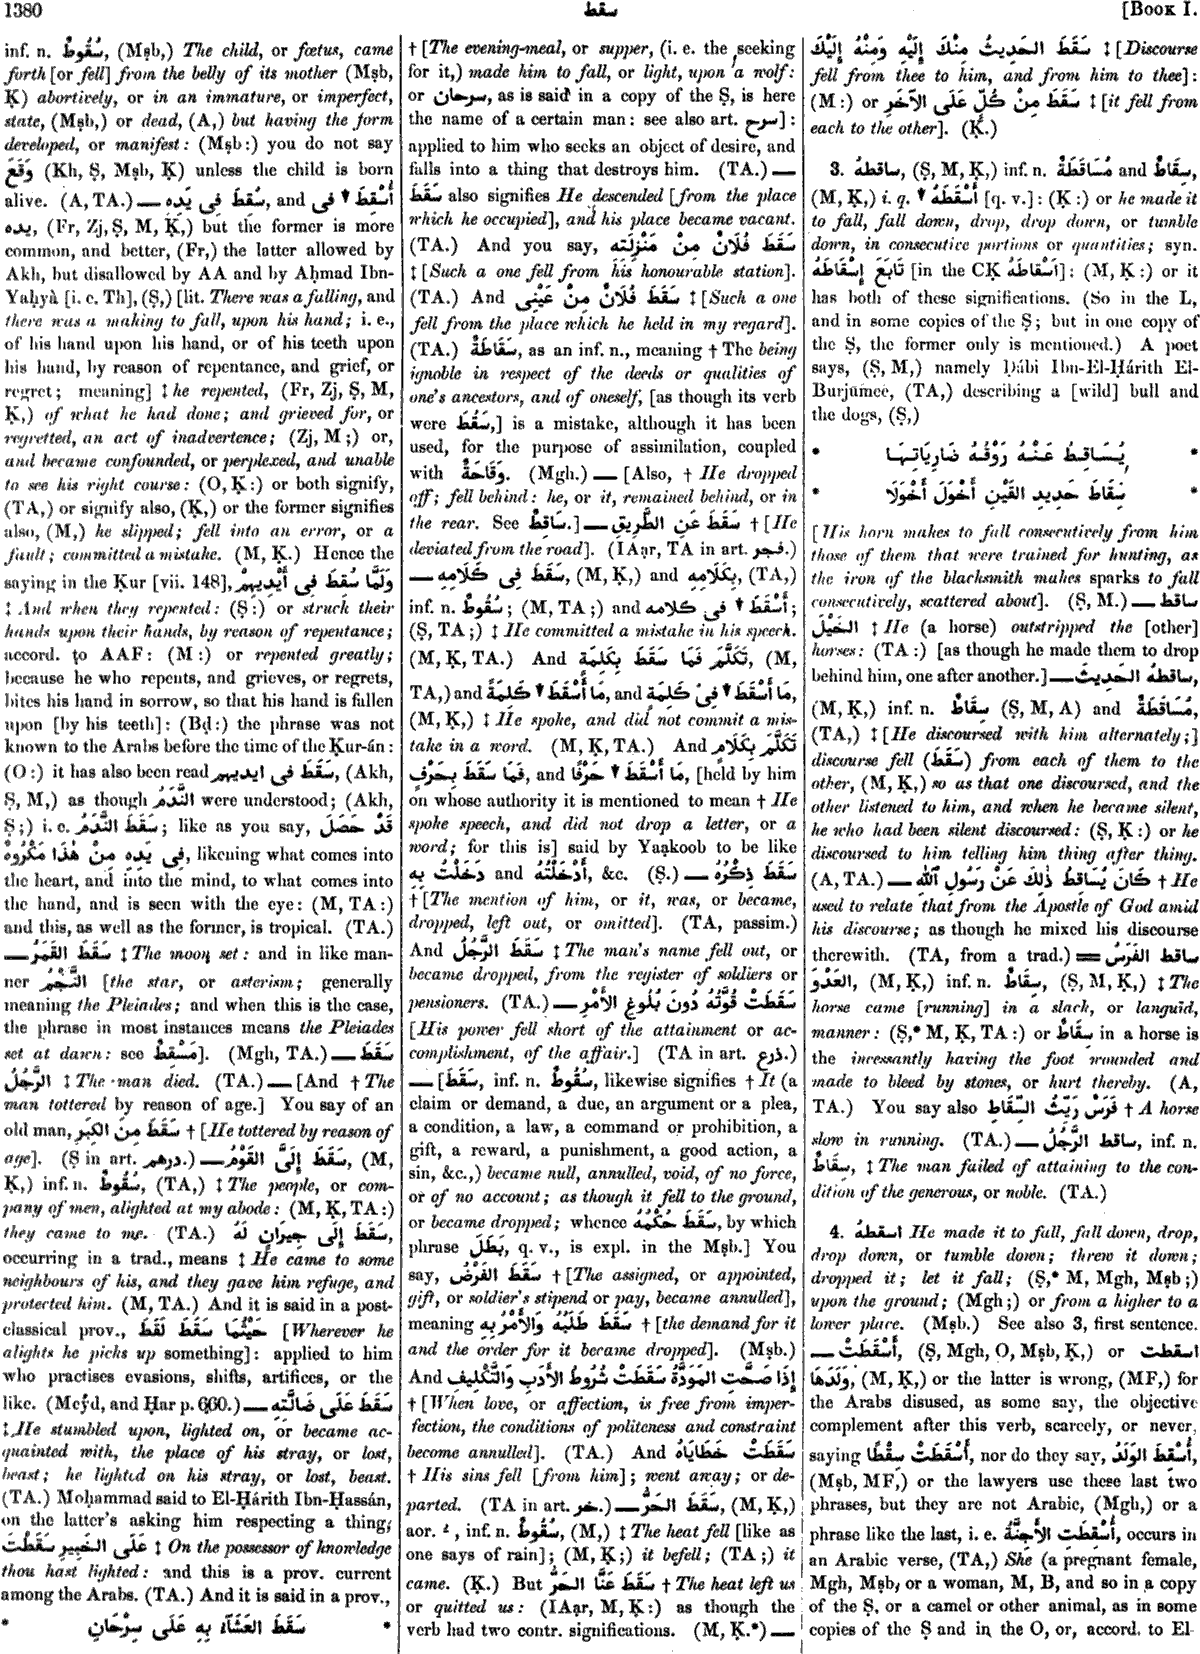 1380
سقط
[BOOK I.
inf. n. سُقُوطٌ, (Mṣb,) The child, or fœtus, came
forth [or fell] from the belly of its mother (Mṣb,
Ḳ) abortively, or in an immature, or imperfect,
state, (Mṣb,) or dead, (A,) but having the form
developed, or manifest: (Mṣb:) you do not say
وَقَعَ (Kh, Ṣ, Mṣb, Ḳ) unless the child is born
alive. (A, TA.) — سُقِطَ فِى يَدِهِ, and أُسْقِطَ ▼ فى
يده, (Fr, Zj, Ṣ, M, Ḳ,) but the former is more
common, and better, (Fr,) the latter allowed by
Akh, but disallowed by AA and by Aḥmad Ibn-
Yaḥyà [i. e. Th], (Ṣ,) [lit. There was a falling, and
there was a making to fall, upon his hand; i. e.,
of his hand upon his hand, or of his teeth upon
his hand, by reason of repentance, and grief, or
regret; meaning] ‡ he repented, (Fr, Zj, Ṣ, M,
Ḳ,) of what he had done; and grieved for, or
regretted, an act of inadvertence; (Zj, M;) or,
and became confounded, or perplexed, and unable
to see his right course: (O, Ḳ:) or both signify,
(TA,) or signify also, (Ḳ,) or the former signifies
also, (M,) he slipped; fell into an error, or a
fault; committed a mistake. (M, Ḳ.) Hence the
saying in the Ḳur [vii. 148], وَلَمَّا سُقِطَ فِى أَيْدِيهِمْ
‡ And when they repented: (Ṣ:) or struck their
hands upon their hands, by reason of repentance;
accord. to AAF: (M:) or repented greatly;
because he who repents, and grieves, or regrets,
bites his hand in sorrow, so that his hand is fallen
upon [by his teeth]: (Bḍ:) the phrase was not
known to the Arabs before the time of the Ḳur-án:
(O:) it has also been read سَقَطَ فى ايديهم, (Akh,
Ṣ, M,) as though النَّدَمُ were understood; (Akh,
Ṣ;) i. e. سَقَطَ النَّدَمُ; like as you say, قَدْ حَصَلَ
فِى يَدِهِ مِنْ هٰذَا مَكْرُوهٌ, likening what comes into
the heart, and into the mind, to what comes into
the hand, and is seen with the eye: (M, TA:)
and this, as well as the former, is tropical. (TA.)
— سَقَطَ القَمَرُ ‡ The moon set: and in like man-
ner النَّجْمُ [the star, or asterism; generally
meaning the Pleiades; and when this is the case,
the phrase in most instances means the Pleiades
set at dawn: see مَسْقِطٌ]. (Mgh, TA.) — سَقَطَ
الرَّجُلُ ‡ The man died. (TA.) — [And † The
man tottered by reason of age.] You say of an
old man, سَقَطَ مِنَ الكِبَرِ † [He tottered by reason of
age]. (Ṣ in art. درهم.) — سَقَطَ إِلَىَّ القَوْمُ, (M,
Ḳ,) inf. n. سُقُوطٌ, (TA,) ‡ The people, or com-
pany of men, alighted at my abode: (M, Ḳ, TA:)
they came to me. (TA.) سَقَطَ إِلَى جِيرَانٍ لَهُ,
occurring in a trad., means ‡ He came to some
neighbours of his, and they gave him refuge, and
protected him. (M, TA.) And it is said in a post-
classical prov., حَيْثُمَا سَقَطَ لَقَطَ [Wherever he
alights he picks up something]: applied to him
who practises evasions, shifts, artifices, or the
like. (Meyd, and Ḥar p. 660.) — سَقَطَ عَلَى ضَالَّتِهِ
‡ He stumbled upon, lighted on, or became ac-
quainted with, the place of his stray, or lost,
beast; he lighted on his stray, or lost, beast.
(TA.) Moḥammad said to El-Ḥárith Ibn-Ḥassán,
on the latter's asking him respecting a thing,
عَلَى الخَبِيرِ سَقَطْتَ ‡ On the possessor of knowledge
thou hast lighted: and this is a prov. current
among the Arabs. (TA.) And it is said in a prov.,
* سَقَطَ العَشَآءُ بِهِ عَلَى سِرْحَانِ *
† [The evening-meal, or supper, (i. e. the seeking
for it,) made him to fall, or light, upon a wolf:
or سرحان, as is said in a copy of the Ṣ, is here
the name of a certain man: see also art. سرح]:
applied to him who seeks an object of desire, and
falls into a thing that destroys him. (TA.) —
سَقَطَ also signifies He descended [from the place
which he occupied], and his place became vacant.
(TA.) And you say, سَقَطَ فُلَانٌ مِنْ مَنْزِلَتِهِ
‡ [Such a one fell from his honourable station].
(TA.) And سَقَطَ فُلَانٌ مِنْ عَيْنِى ‡ [Such a one
fell from the place which he held in my regard].
(TA.) سَقَاطَةٌ, as an inf. n., meaning † The being
ignoble in respect of the deeds or qualities of
one's ancestors, and of oneself, [as though its verb
were سَقُطَ,] is a mistake, although it has been
used, for the purpose of assimilation, coupled
with وَقَاحَةٌ. (Mgh.) — [Also, † He dropped
off; fell behind: he, or it, remained behind, or in
the rear. See سَاقِطٌ.] — سَقَطَ عَنِ الطَّرِيقِ † [He
deviated from the road]. (IAạr, TA in art. فجر.)
— سَقَطَ فِى كَلَامِهِ, (M, Ḳ,) and بِكَلَامِهِ, (TA,)
inf. n. سُقُوطٌ; (M, TA;) and أَسْقَطَ ▼ فى كلامه;
(Ṣ, TA;) ‡ He committed a mistake in his speech.
(M, Ḳ, TA.) And تَكَلَّمَ فَمَا سَقَطَ بِكَلِمَةٍ, (M,
TA,) and مَا أَسْقَطَ ▼ كَلِمَةً, and مَا أَسْقَطَ ▼ فِى كَلِمَةٍ,
(M, Ḳ,) ‡ He spoke, and did not commit a mis-
take in a word. (M, Ḳ, TA.) And تَكَلَّمَ بِكَلَامٍ
فَمَا سَقَطَ بِحَرْفٍ, and مَا أَسْقَطَ ▼ حَرْفًا, [held by him
on whose authority it is mentioned to mean † He
spoke speech, and did not drop a letter, or a
word; for this is] said by Yaạkoob to be like
دَخَلْتُ بِهِ and أَدْخَلْتُهُ, &c. (Ṣ.) — سَقَطَ ذِكْرُهُ
† [The mention of him, or it, was, or became,
dropped, left out, or omitted]. (TA, passim.)
And سَقَطَ الرَّجُلُ ‡ The man's name fell out, or
became dropped, from the register of soldiers or
pensioners. (TA.) — سَقَطَتْ قُوَّتُهُ دُونَ بُلُوغِ الأَمْرِ
[His power fell short of the attainment or ac-
complishment, of the affair.] (TA in art. ذرع.)
— [سَقَطَ, inf. n. سُقُوطٌ, likewise signifies † It (a
claim or demand, a due, an argument or a plea,
a condition, a law, a command or prohibition, a
gift, a reward, a punishment, a good action, a
sin, &c.,) became null, annulled, void, of no force,
or of no account; as though it fell to the ground,
or became dropped; whence سَقَطَ حُكْمُهُ, by which
phrase بَطَلَ, q. v., is expl. in the Mṣb.] You
say, سَقَطَ الفَرْضُ † [The assigned, or appointed,
gift, or soldier's stipend or pay, became annulled],
meaning سَقَطَ طَلَبُهُ وَالأَمْرُ بِهِ † [the demand for it
and the order for it became dropped]. (Mṣb.)
And إِذَا صَحَّتِ المَوَدَّةُ سَقَطَتْ شُرُوطُ الأَدَبِ وَالتَّكْلِيفِ
† [When love, or affection, is free from imper-
fection, the conditions of politeness and constraint
become annulled]. (TA.) And سَقَطَتْ خَطَايَاهُ
† His sins fell [from him]; went away; or de-
parted. (TA in art. خر.) — سَقَطَ الحَرُّ, (M, Ḳ,)
aor. ـُ, inf. n. سُقُوطٌ, (M,) ‡ The heat fell [like as
one says of rain]; (M, Ḳ;) it befell; (TA;) it
came. (Ḳ.) But سَقَطَ عَنَّا الحَرُّ † The heat left us
or quitted us: (IAạr, M, Ḳ:) as though the
verb had two contr. significations. (M, Ḳ.*) —
سَقَطَ الحَدِيثُ مِنْكَ إِلَيْهِ وَمِنْهُ إِلَيْكَ ‡ [Discourse
fell from thee to him, and from him to thee]:
(M:) or سَقَطَ مِنْ كُلٍّ عَلَى الآخَرِ ‡ [it fell from
each to the other]. (Ḳ.)
3. ساقطهُ, (Ṣ, M, Ḳ,) inf. n. مُسَاقَطَةٌ and سِقَاطٌ,
(M, Ḳ,) i. q. ▼ أَسْقَطَهُ [q. v.]: (Ḳ:) or he made it
to fall, fall down, drop, drop down, or tumble
down, in consecutive portions or quantities; syn.
تَابَعَ إِسْقَاطَهُ [in the CḲ اَسْقاطَهُ]: (M, Ḳ:) or it
has both of these significations. (So in the L,
and in some copies of the Ṣ; but in one copy of
the Ṣ, the former only is mentioned.) A poet
says, (Ṣ, M,) namely Ḍábi Ibn-El-Ḥárith El-
Burjumee, (TA,) describing a [wild] bull and
the dogs, (Ṣ,)
* يُسَاقِطُ عَنْهُ رَوْقُهُ ضَارِيَاتِهَا *
* سِقَاطَ حَدِيدِ القَيْنِ أَخْوَلَ أَخْوَلَا *
[His horn makes to fall consecutively from him
those of them that were trained for hunting, as
the iron of the blacksmith makes sparks to fall
consecutively, scattered about]. (Ṣ, M.) — ساقط
الخَيْلَ ‡ He (a horse) outstripped the [other]
horses: (TA:) [as though he made them to drop
behind him, one after another.] — ساقطهُ الحَدِيثَ,
(M, Ḳ,) inf. n. سِقَاطٌ (Ṣ, M, A) and مُسَاقَطَةٌ,
(TA,) ‡ [He discoursed with him alternately;]
discourse fell (سَقَطَ) from each of them to the
other, (M, Ḳ,) so as that one discoursed, and the
other listened to him, and when he became silent,
he who had been silent discoursed: (Ṣ, Ḳ:) or he
discoursed to him telling him thing after thing.
(A, TA.) — كَانَ يُسَاقِطُ ذٰلِكَ عَنْ رَسُولِ ٱللّٰهِ † He
used to relate that from the Apostle of God amid
his discourse; as though he mixed his discourse
therewith. (TA, from a trad.) = ساقط الفَرَسُ
العَدْوَ, (M, Ḳ,) inf. n. سِقَاطٌ, (Ṣ, M, Ḳ,) ‡ The
horse came [running] in a slack, or languid,
manner: (Ṣ,* M, Ḳ, TA:) or سِقَاطٌ in a horse is
the incessantly having the foot wounded and
made to bleed by stones, or hurt thereby. (A,
TA.) You say also فَرَسٌ رَيِّثُ السِّقَاطِ † A horse
slow in running. (TA.) — ساقط الرَّجُلُ, inf. n.
سِقَاطٌ, ‡ The man failed of attaining to the con-
dition of the generous, or noble. (TA.)
4. اسقطهُ He made it to fall, fall down, drop,
drop down, or tumble down; threw it down;
dropped it; let it fall; (Ṣ,* M, Mgh, Mṣb;)
upon the ground; (Mgh;) or from a higher to a
lower place. (Mṣb.) See also 3, first sentence.
— أَسْقَطَتْ, (Ṣ, Mgh, O, Mṣb, Ḳ,) or اسقطت
وَلَدَهَا, (M, Ḳ,) or the latter is wrong, (MF,) for
the Arabs disused, as some say, the objective
complement after this verb, scarcely, or never,
saying أَسْقَطَتْ سِقْطًا, nor do they say, أُسْقِطَ الوَلَدُ,
(Mṣb, MF,) or the lawyers use these last two
phrases, but they are not Arabic, (Mgh,) or a
phrase like the last, i. e. أُسْقِطَتِ الأَجِنَّةُ, occurs in
an Arabic verse, (TA,) She (a pregnant female,
Mgh, Mṣb, or a woman, M, B, and so in a copy
of the Ṣ, or a camel or other animal, as in some
copies of the Ṣ and in the O, or, accord. to El-